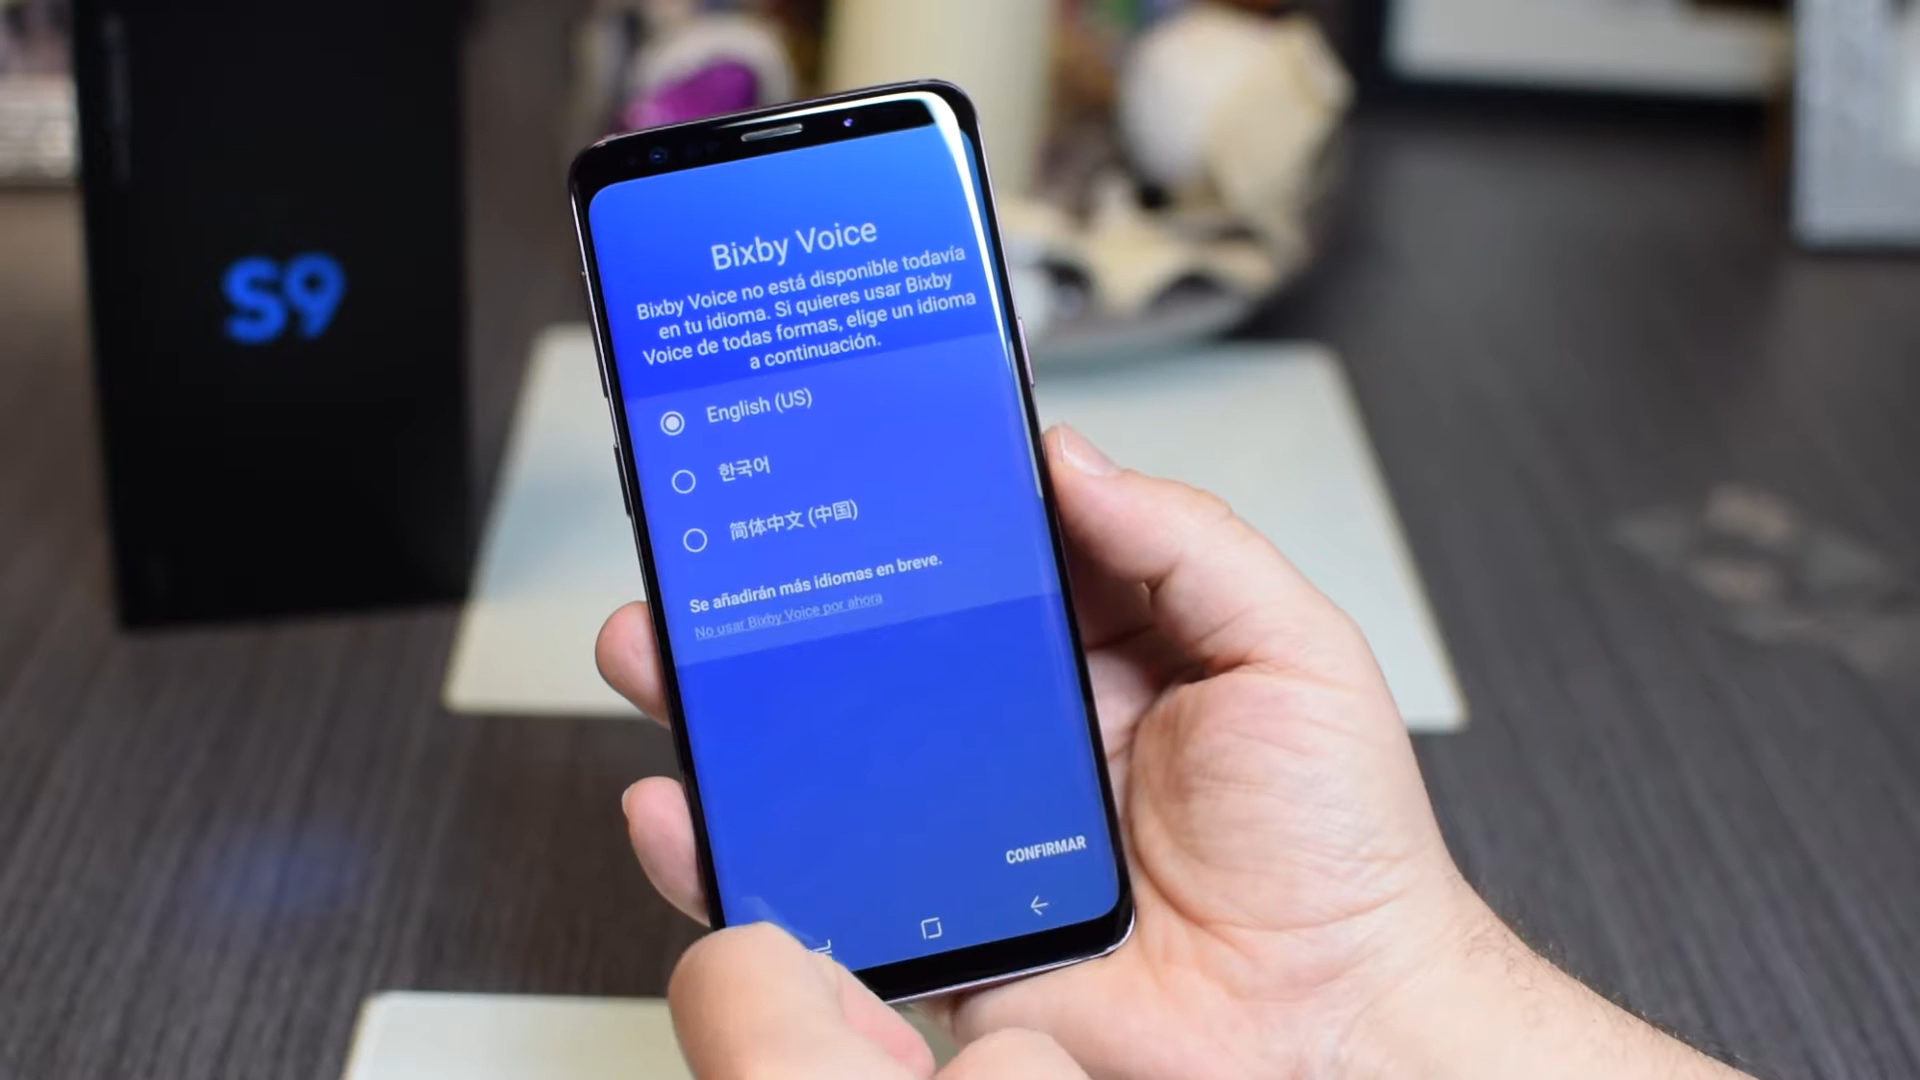 S9
Bixby Voice
Bixby Voice no está disponible todavía
en tu idioma. Si quieres usar Bixby
Voice de todas formas, elige un idioma
a continuación.
English (US)
한국어
简体中文 (中国)
Se añadirán más idiomas en breve.
No usar Bixby Voice por ahora
CONFIRMAR